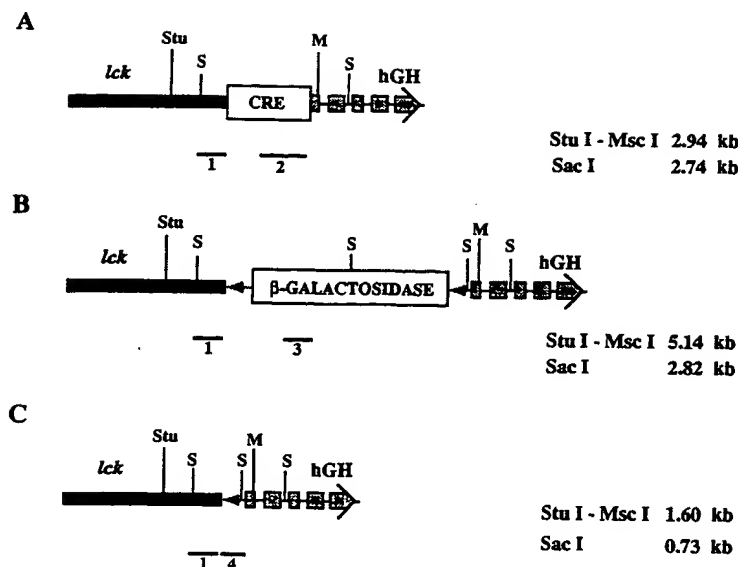 A
Stu
S
M
S
lck
hGH
CRE
1
2
Stu I - Msc I 2.94 kb
Sac I 2.74 kb
B
Stu
S
S
S
M
S
lck
hGH
β-GALACTOSIDASE
1
3
Stu I - Msc I 5.14 kb
Sac I 2.82 kb
C
Stu
S
S
M
S
lck
hGH
1
4
Stu I - Msc I 1.60 kb
Sac I 0.73 kb